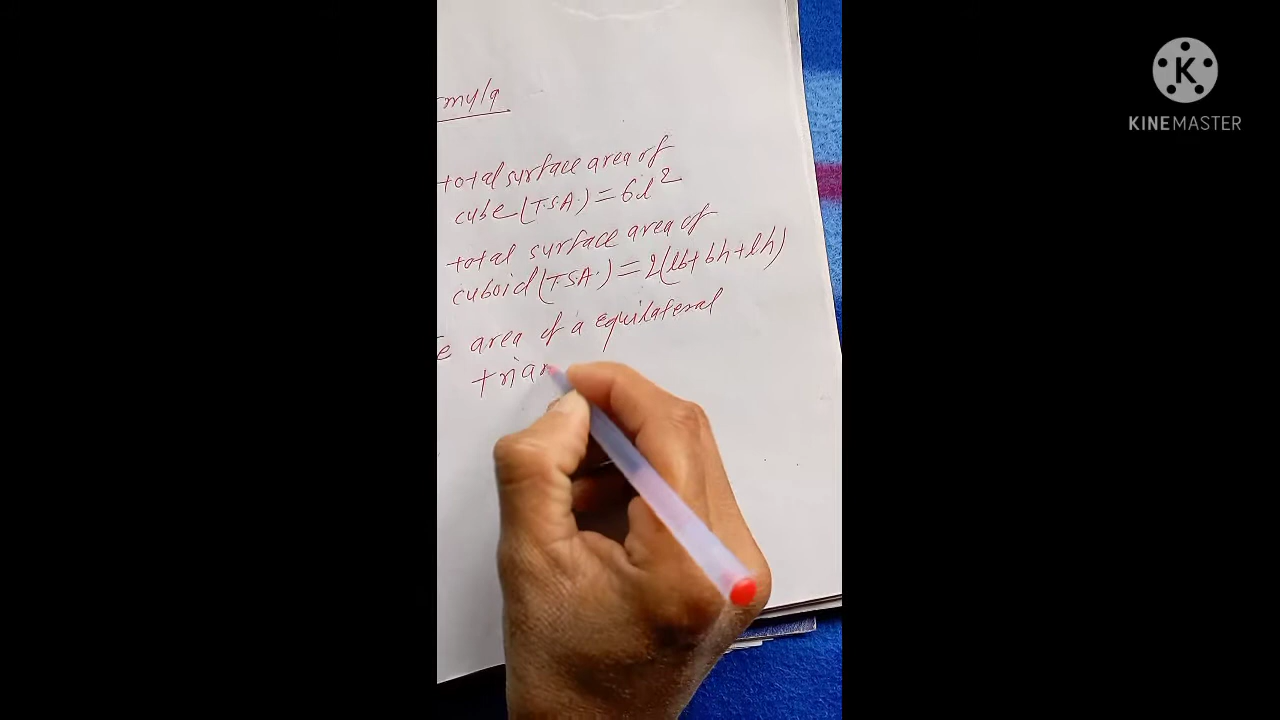 rmula
total surface area of
cube (T.S.A.) = 6l²
total surface area of
cuboid (T.S.A.) = 2(lb+bh+lh)
e area of a equilateral
trian
K
KINEMASTER